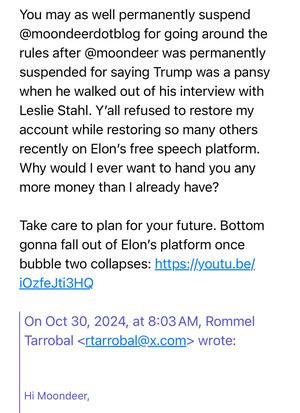 You may as well permanently suspend
@moondeerdotblog for going around the
rules after @moondeer was permanently
suspended for saying Trump was a pansy
when he walked out of his interview with
Leslie Stahl. Y’all refused to restore my
account while restoring so many others
recently on Elon’s free speech platform.
Why would I ever want to hand you any
more money than I already have?
Take care to plan for your future. Bottom
gonna fall out of Elon’s platform once
bubble two collapses: https://youtu.be/
iOzfeJti3HQ
On Oct 30, 2024, at 8:03 AM, Rommel
Tarrobal <rtarrobal@x.com> wrote:
Hi Moondeer,